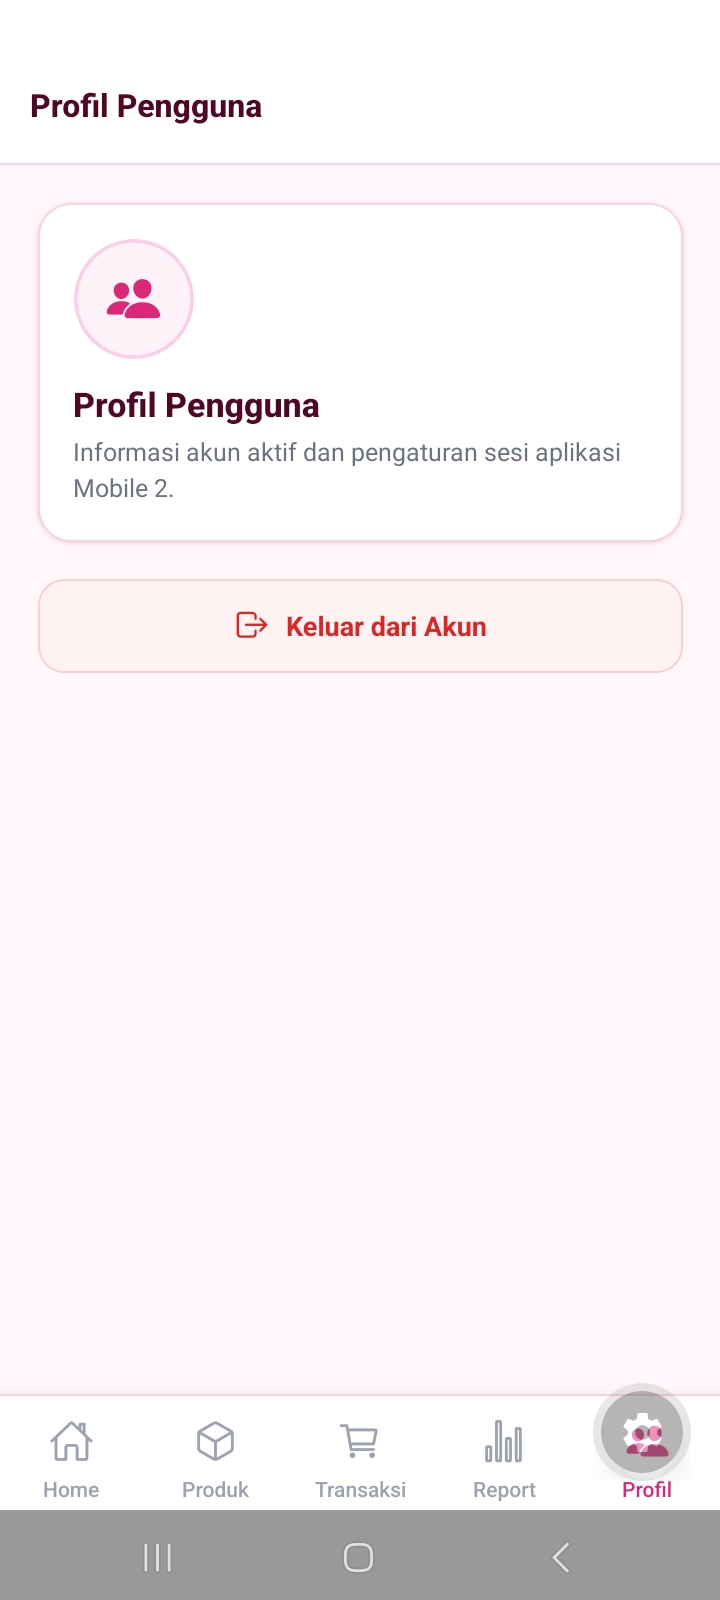 Profil Pengguna
Profil Pengguna
Informasi akun aktif dan pengaturan sesi aplikasi
Mobile 2.
Keluar dari Akun
Home
Produk
Transaksi
Report
Profil